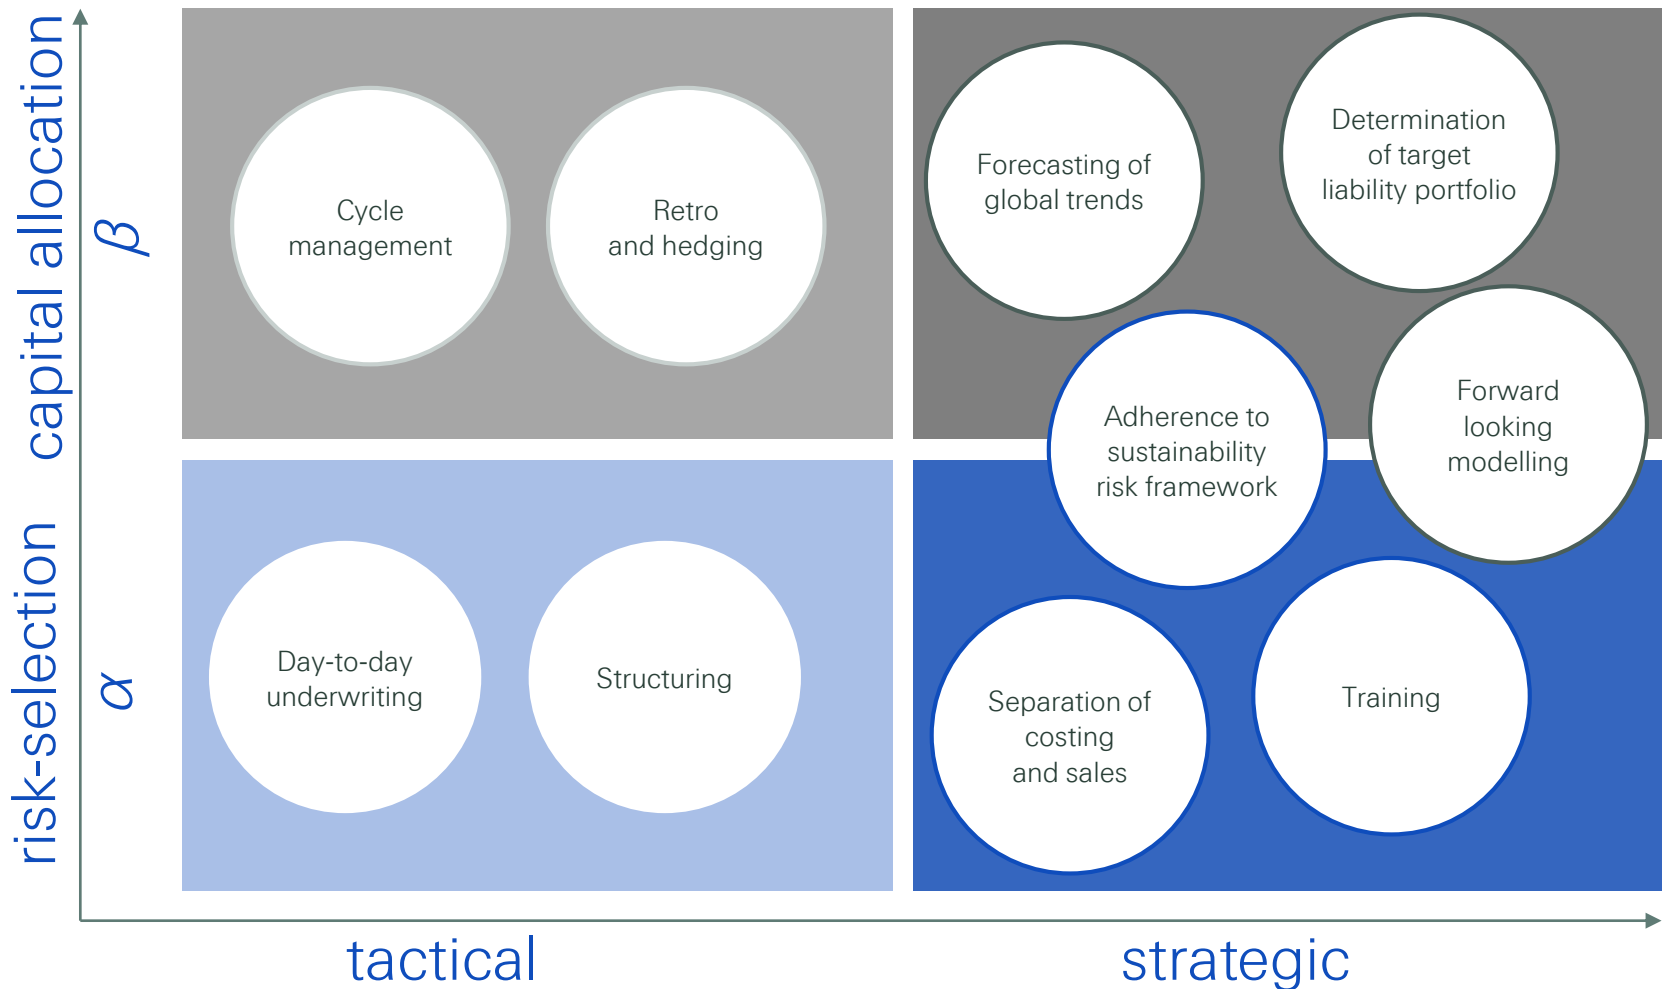 capital allocation
β
Cycle
management
Retro
and hedging
Forecasting of
global trends
Determination
of target
liability portfolio
Adherence to
sustainability
risk framework
Forward
looking
modelling
risk-selection
α
Day-to-day
underwriting
Structuring
Separation of
costing
and sales
Training
tactical
strategic